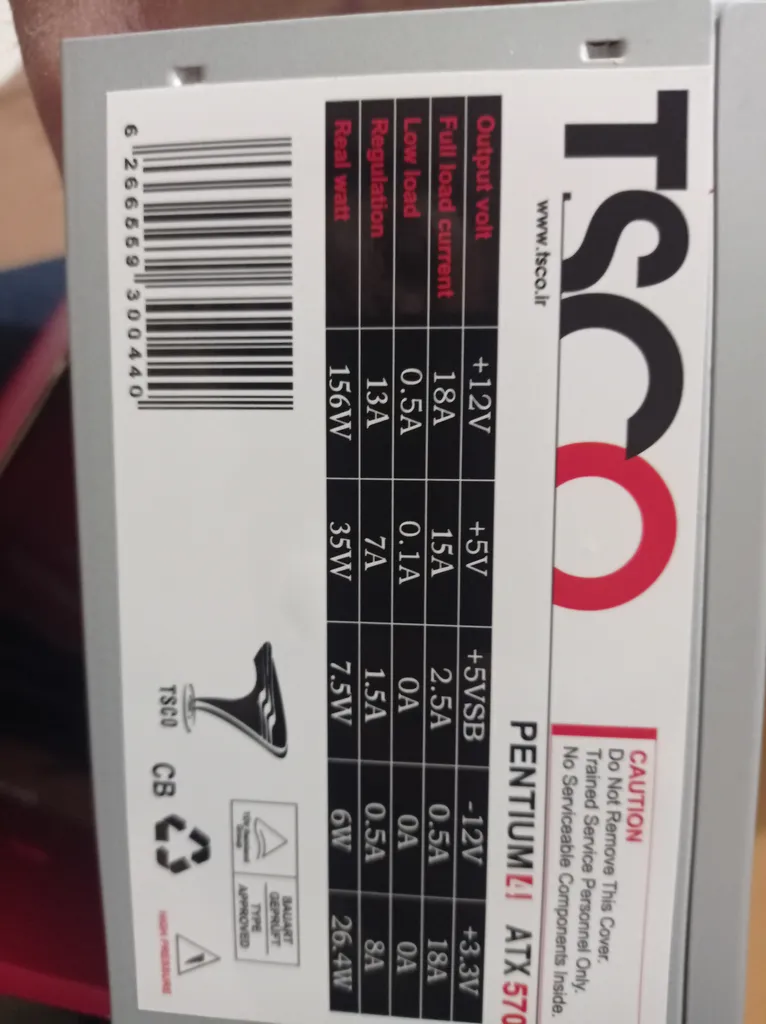 TSCO
www.tsco.ir
CAUTION
Do Not Remove This Cover.
Trained Service Personnel Only.
No Serviceable Components Inside.
PENTIUM 4 ATX 570
Output volt +12V +5V +5VSB -12V +3.3V
Full load current 18A 15A 2.5A 0.5A 18A
Low load 0.5A 0.1A 0A 0A 0A
Regulation 13A 7A 1.5A 0.5A 8A
Real watt 156W 35W 7.5W 6W 26.4W
6 266559 300440
TSCO
CB
BAUART
GEPRÜFT
TYPE
APPROVED
HIGH PRESSURE